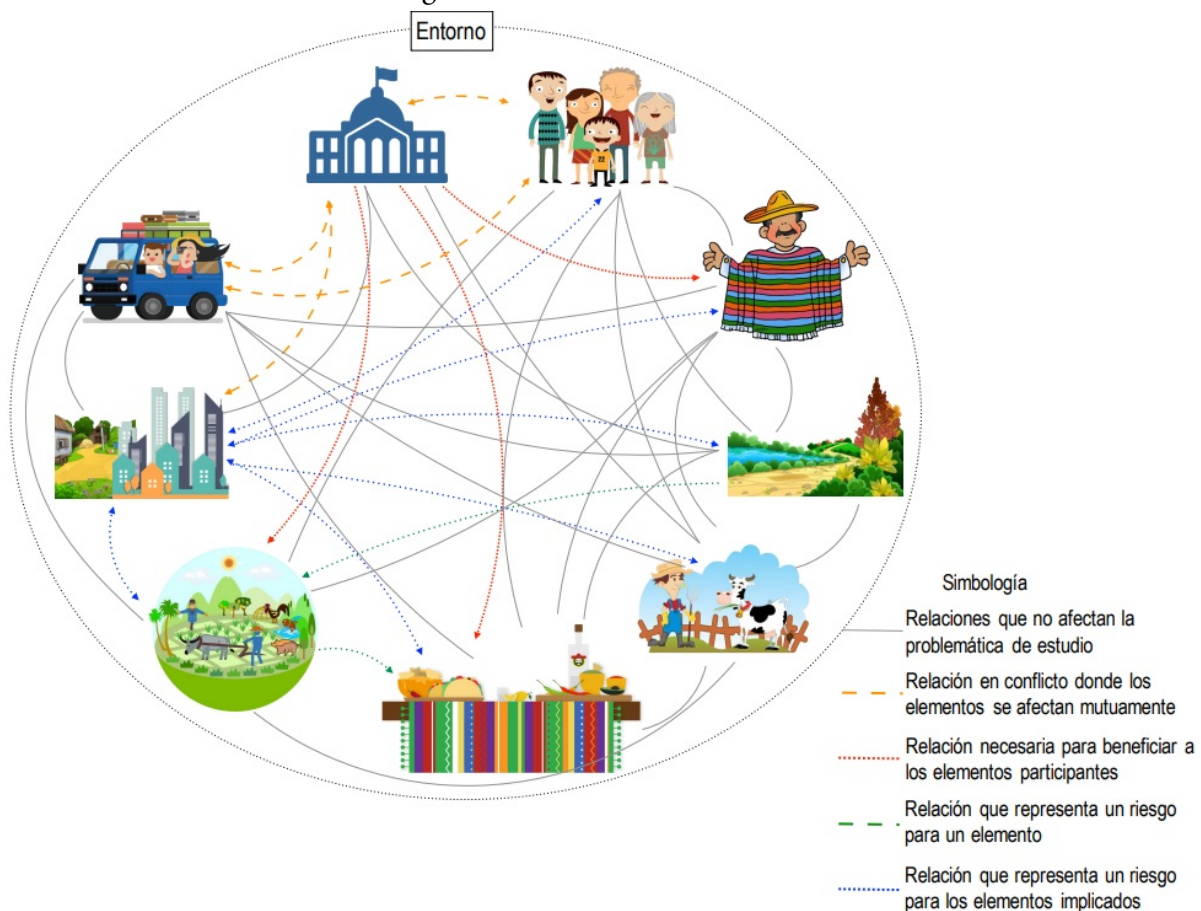 Entorno
22
Simbología
Relaciones que no afectan la
problemática de estudio
Relación en conflicto donde los
elementos se afectan mutuamente
Relación necesaria para beneficiar a
los elementos participantes
Relación que representa un riesgo
para un elemento
Relación que representa un riesgo
para los elementos implicados